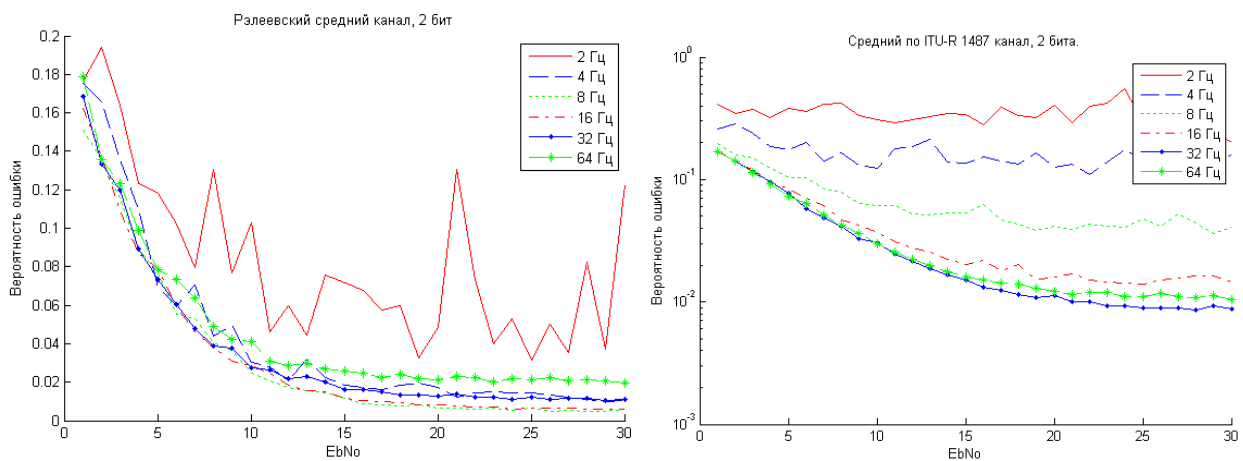 Рэлеевский средний канал, 2 бит
0.2
0.18
0.16
0.14
0.12
0.1
0.08
0.06
0.04
0.02
0
Вероятность ошибки
0 5 10 15 20 25 30
EbNo
2 Гц
4 Гц
8 Гц
16 Гц
32 Гц
64 Гц
Средний по ITU-R 1487 канал, 2 бита.
10^0
10^-1
10^-2
10^-3
Вероятность ошибки
0 5 10 15 20 25 30
EbNo
2 Гц
4 Гц
8 Гц
16 Гц
32 Гц
64 Гц